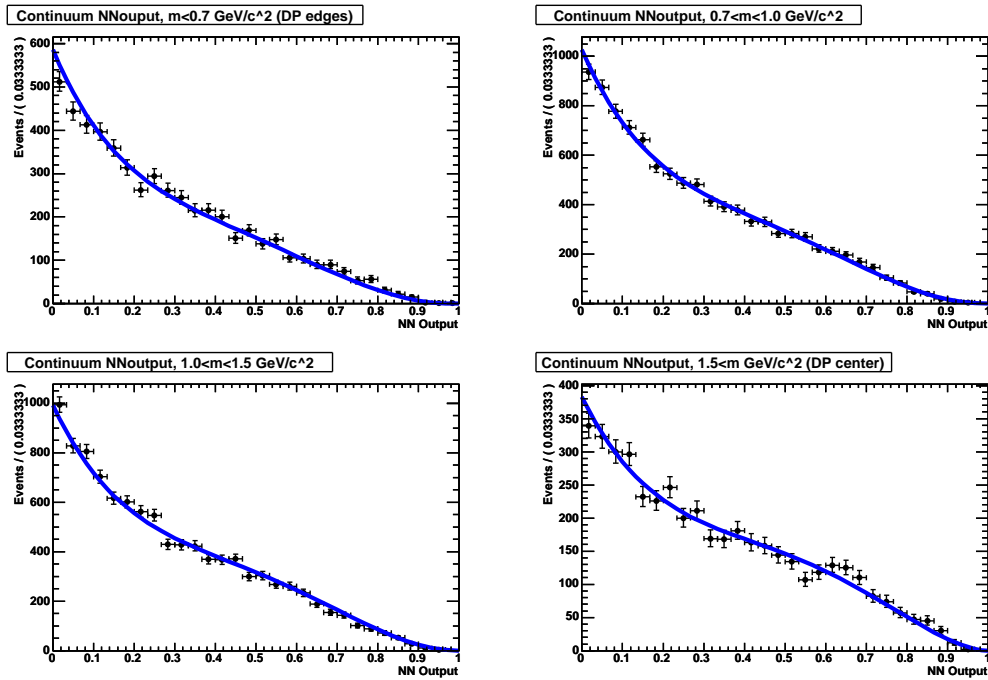 Continuum NNouput, m<0.7 GeV/c^2 (DP edges)
Events / ( 0.0333333 )
600
500
400
300
200
100
0
0 0.1 0.2 0.3 0.4 0.5 0.6 0.7 0.8 0.9 1
NN Output
Continuum NNoutput, 0.7<m<1.0 GeV/c^2
Events / ( 0.0333333 )
1000
800
600
400
200
0
0 0.1 0.2 0.3 0.4 0.5 0.6 0.7 0.8 0.9 1
NN Output
Continuum NNoutput, 1.0<m<1.5 GeV/c^2
Events / ( 0.0333333 )
1000
800
600
400
200
0
0 0.1 0.2 0.3 0.4 0.5 0.6 0.7 0.8 0.9 1
NN Output
Continuum NNoutput, 1.5<m GeV/c^2 (DP center)
Events / ( 0.0333333 )
400
350
300
250
200
150
100
50
0
0 0.1 0.2 0.3 0.4 0.5 0.6 0.7 0.8 0.9 1
NN Output